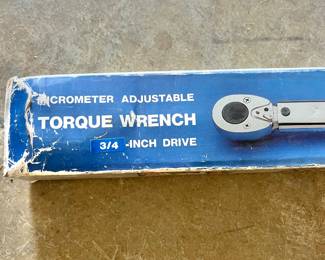 MICROMETER ADJUSTABLE
TORQUE WRENCH
3/4 -INCH DRIVE